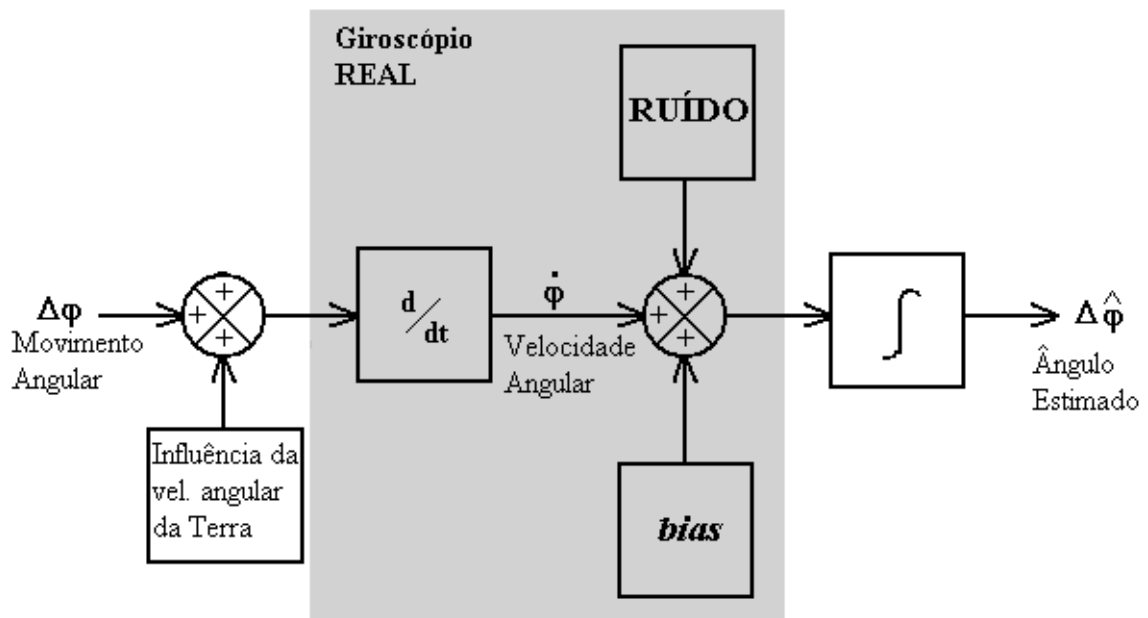 Giroscópio
REAL
RUÍDO
Δφ
Movimento
Angular
+
+
+
d/dt
φ̇
Velocidade
Angular
+
+
+
∫
Δφ̂
Ângulo
Estimado
Influência da
vel. angular
da Terra
bias